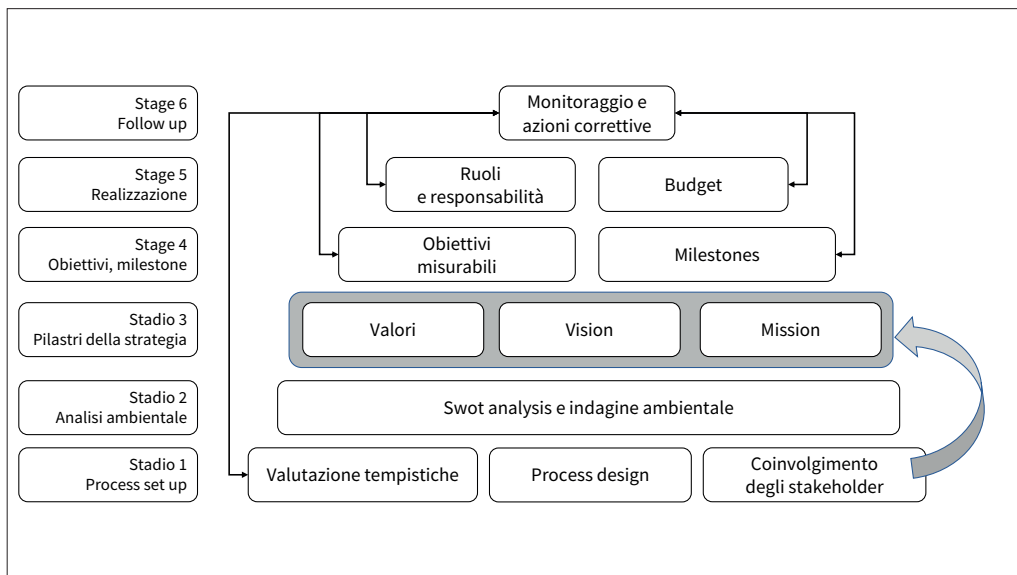 Stage 6
Follow up
Monitoraggio e
azioni correttive
Stage 5
Realizzazione
Ruoli
e responsabilità
Budget
Stage 4
Obiettivi, milestone
Obiettivi
misurabili
Milestones
Stadio 3
Pilastri della strategia
Valori
Vision
Mission
Stadio 2
Analisi ambientale
Swot analysis e indagine ambientale
Stadio 1
Process set up
Valutazione tempistiche
Process design
Coinvolgimento
degli stakeholder